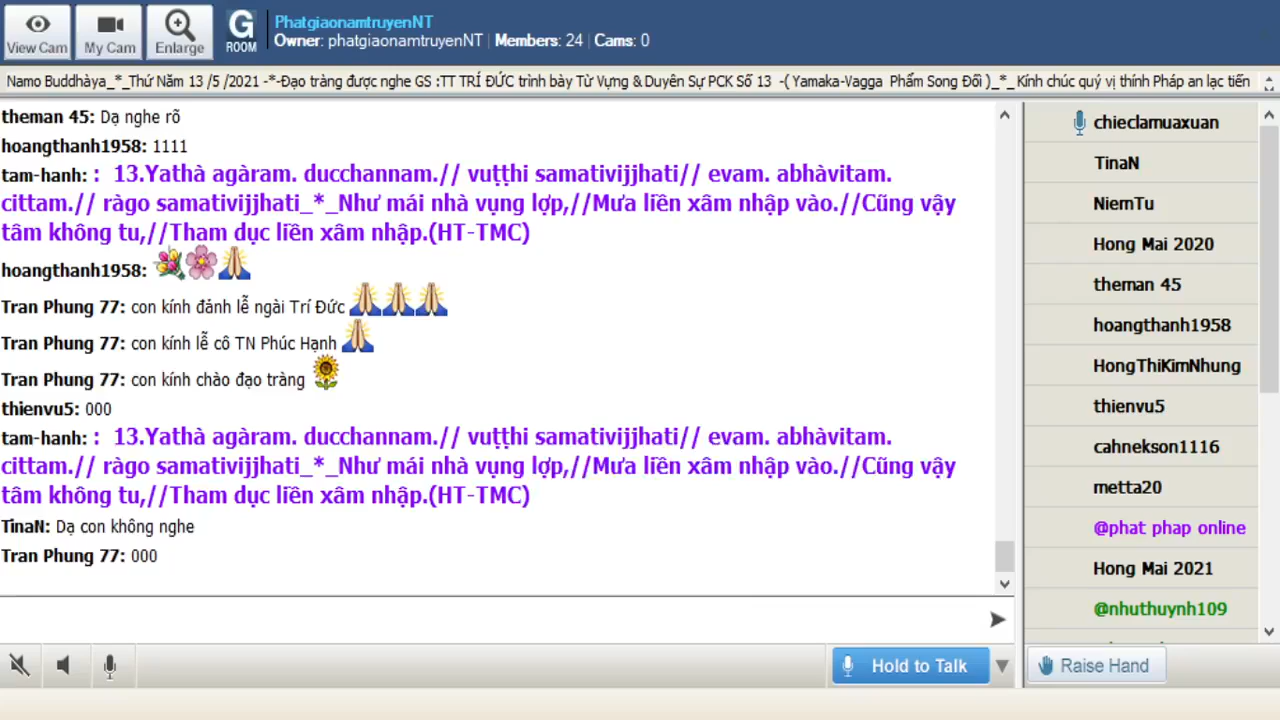 View Cam
My Cam
Enlarge
G
ROOM
PhatgiaonamtruyenNT
Owner: phatgiaonamtruyenNT | Members: 24 | Cams: 0
Namo Buddhàya_*_Thứ Năm 13 /5 /2021 -*-Đạo tràng được nghe GS :TT TRÍ ĐỨC trình bày Từ Vựng & Duyên Sự PCK Số 13 -( Yamaka-Vagga Phẩm Song Đối )_*_ Kính chúc quý vị thính Pháp an lạc tiến
theman 45: Dạ nghe rõ
hoangthanh1958: 1111
tam-hanh: : 13.Yathà agàram. ducchannam.// vuṭṭhi samativijjhati// evam. abhàvitam.
cittam.// ràgo samativijjhati_*_Như mái nhà vụng lợp,//Mưa liền xâm nhập vào.//Cũng vậy
tâm không tu,//Tham dục liền xâm nhập.(HT-TMC)
hoangthanh1958:
Tran Phung 77: con kính đảnh lễ ngài Trí Đức
Tran Phung 77: con kính lễ cô TN Phúc Hạnh
Tran Phung 77: con kính chào đạo tràng
thienvu5: 000
tam-hanh: : 13.Yathà agàram. ducchannam.// vuṭṭhi samativijjhati// evam. abhàvitam.
cittam.// ràgo samativijjhati_*_Như mái nhà vụng lợp,//Mưa liền xâm nhập vào.//Cũng vậy
tâm không tu,//Tham dục liền xâm nhập.(HT-TMC)
TinaN: Dạ con không nghe
Tran Phung 77: 000
chieclamuaxuan
TinaN
NiemTu
Hong Mai 2020
theman 45
hoangthanh1958
HongThiKimNhung
thienvu5
cahnekson1116
metta20
@phat phap online
Hong Mai 2021
@nhuthuynh109
Hold to Talk
Raise Hand